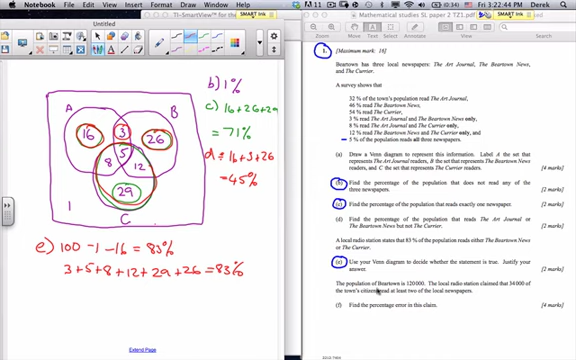 Notebook File Edit View Insert Format
Derek
3:22:44 PM
TI-SmartView™
SMART Ink
Mathematical studies SL paper 2 TZ1.pdf
SMART Ink
Untitled
b) 1%
c) 16+26+29
= 71%
d = 16+3+26
= 45%
A
B
16
3
26
5
8
12
29
1
C
e) 100 -1 -16 = 83%
3+5+8+12+29+26=83%
Extend Page
1. [Maximum mark: 16]
Beartown has three local newspapers: The Art Journal, The Beartown News,
and The Currier.
A survey shows that
32 % of the town's population read The Art Journal,
46 % read The Beartown News,
54 % read The Currier,
3 % read The Art Journal and The Beartown News only,
8 % read The Art Journal and The Currier only,
12 % read The Beartown News and The Currier only, and
5 % of the population reads all three newspapers.
(a) Draw a Venn diagram to represent this information. Label A the set that
represents The Art Journal readers, B the set that represents The Beartown News
readers, and C the set that represents The Currier readers.
[4 marks]
(b) Find the percentage of the population that does not read any of the
three newspapers.
[2 marks]
(c) Find the percentage of the population that reads exactly one newspaper.
[2 marks]
(d) Find the percentage of the population that reads The Art Journal or
The Beartown News but not The Currier.
[2 marks]
A local radio station states that 83 % of the population reads either The Beartown News
or The Currier.
(e) Use your Venn diagram to decide whether the statement is true. Justify your
answer.
[2 marks]
The population of Beartown is 120 000. The local radio station claimed that 34 000 of
the town's citizens read at least two of the local newspapers.
(f) Find the percentage error in this claim.
[4 marks]